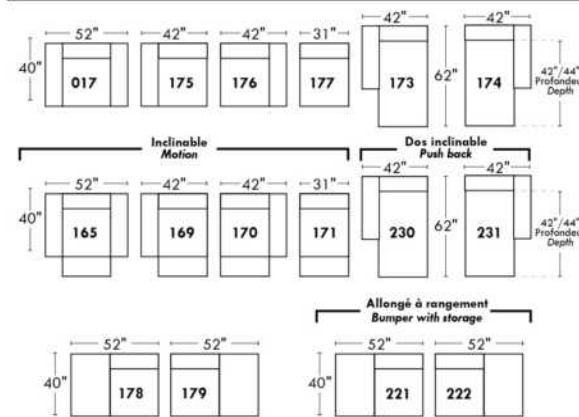 52" 42" 42" 31" 42" 42"
40" 017 175 176 177 173 62" 174 42"/44"
Profondeur
Depth
Inclinable
Motion
Dos inclinable
Push back
52" 42" 42" 31" 42" 42"
40" 165 169 170 171 230 62" 231 42"/44"
Profondeur
Depth
Allongé à rangement
Bumper with storage
52" 52" 52" 52"
40" 178 179 40" 221 222